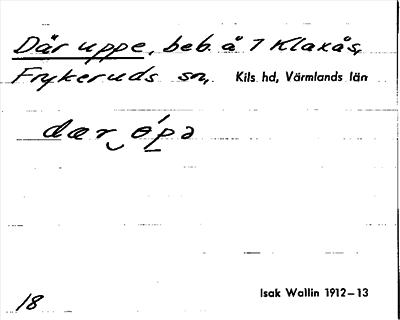 Där uppe, beb. å 7 Klaxås,
Frykeruds sn, Kils hd, Värmlands län
dær‿ópə
Isak Wallin 1912–13
18